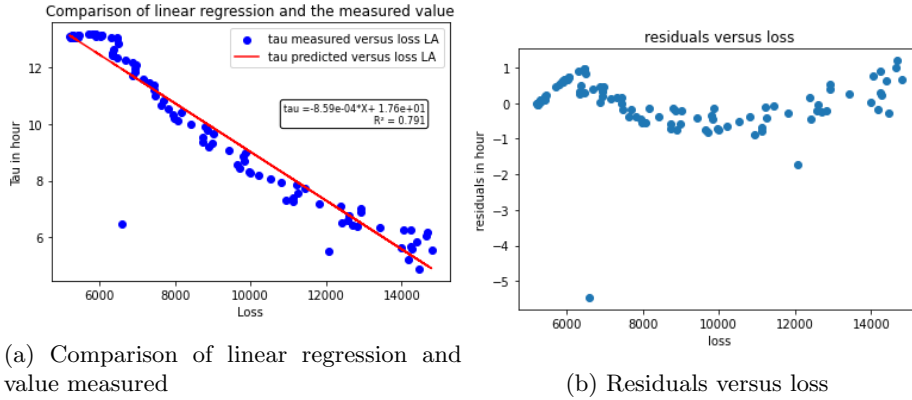 Comparison of linear regression and the measured value
tau measured versus loss LA
tau predicted versus loss LA
tau =-8.59e-04*X+ 1.76e+01
R² = 0.791
Tau in hour
12
10
8
6
6000 8000 10000 12000 14000
Loss
(a) Comparison of linear regression and
value measured
residuals versus loss
residuals in hour
1
0
−1
−2
−3
−4
−5
6000 8000 10000 12000 14000
loss
(b) Residuals versus loss